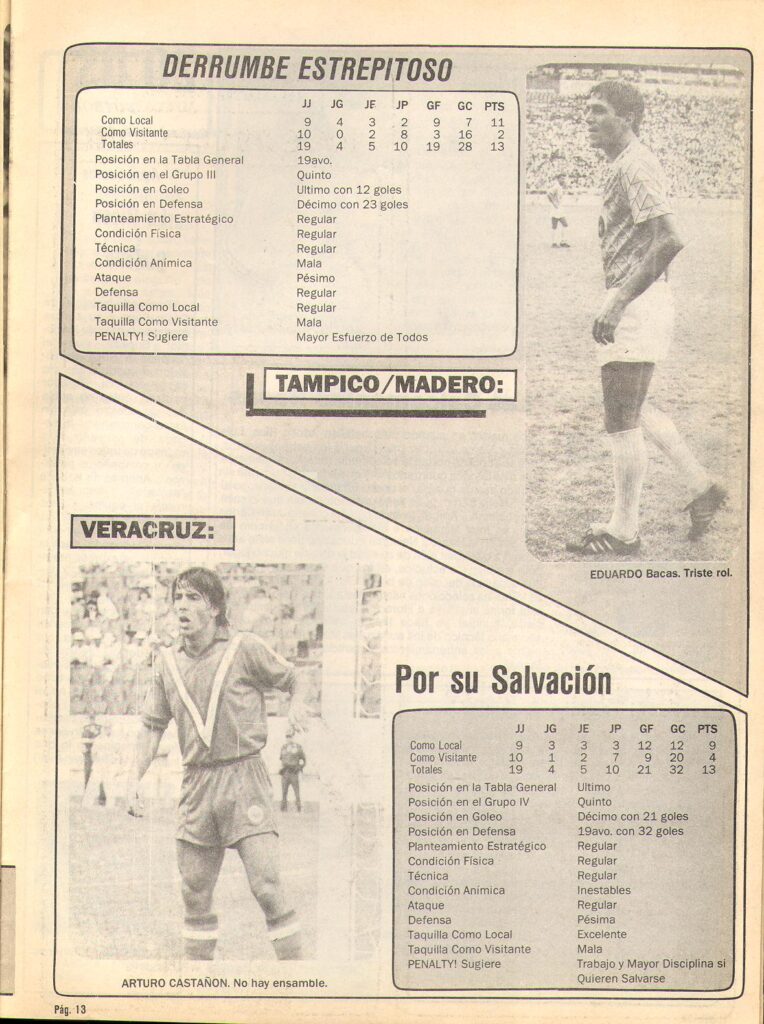 DERRUMBE ESTREPITOSO
JJ JG JE JP GF GC PTS
Como Local 9 4 3 2 9 7 11
Como Visitante 10 0 2 8 3 16 2
Totales 19 4 5 10 19 28 13
Posición en la Tabla General 19avo.
Posición en el Grupo III Quinto
Posición en Goleo Ultimo con 12 goles
Posición en Defensa Décimo con 23 goles
Planteamiento Estratégico Regular
Condición Física Regular
Técnica Regular
Condición Anímica Mala
Ataque Pésimo
Defensa Regular
Taquilla Como Local Regular
Taquilla Como Visitante Mala
PENALTY! Sugiere Mayor Esfuerzo de Todos
TAMPICO/MADERO:
EDUARDO Bacas. Triste rol.
VERACRUZ:
ARTURO CASTAÑON. No hay ensamble.
Por su Salvación
JJ JG JE JP GF GC PTS
Como Local 9 3 3 3 12 12 9
Como Visitante 10 1 2 7 9 20 4
Totales 19 4 5 10 21 32 13
Posición en la Tabla General Ultimo
Posición en el Grupo IV Quinto
Posición en Goleo Décimo con 21 goles
Posición en Defensa 19avo. con 32 goles
Planteamiento Estratégico Regular
Condición Física Regular
Técnica Regular
Condición Anímica Inestables
Ataque Regular
Defensa Pésima
Taquilla Como Local Excelente
Taquilla Como Visitante Mala
PENALTY! Sugiere Trabajo y Mayor Disciplina si
Quieren Salvarse
Pág. 13